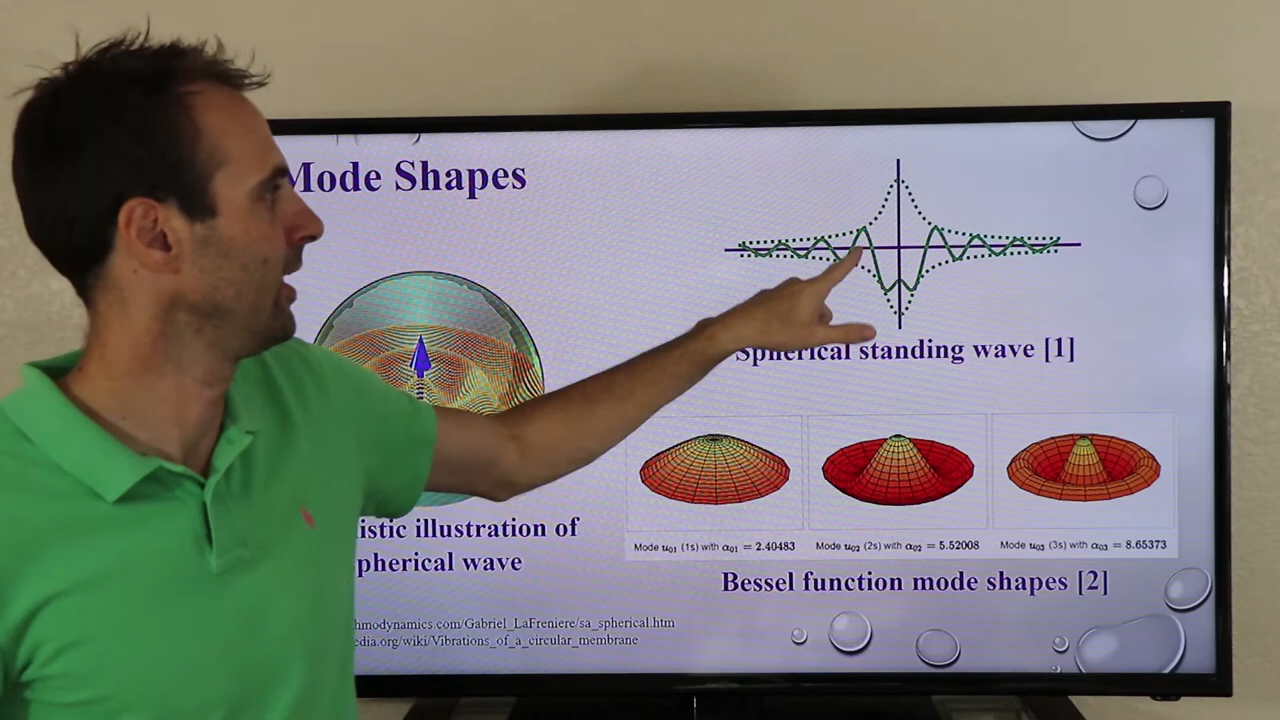 Mode Shapes
Spherical standing wave [1]
listic illustration of
pherical wave
Mode u₀₁ (1s) with α₀₁ = 2.40483
Mode u₀₂ (2s) with α₀₂ = 5.52008
Mode u₀₃ (3s) with α₀₃ = 8.65373
Bessel function mode shapes [2]
hmodynamics.com/Gabriel_LaFreniere/sa_spherical.htm
edia.org/wiki/Vibrations_of_a_circular_membrane